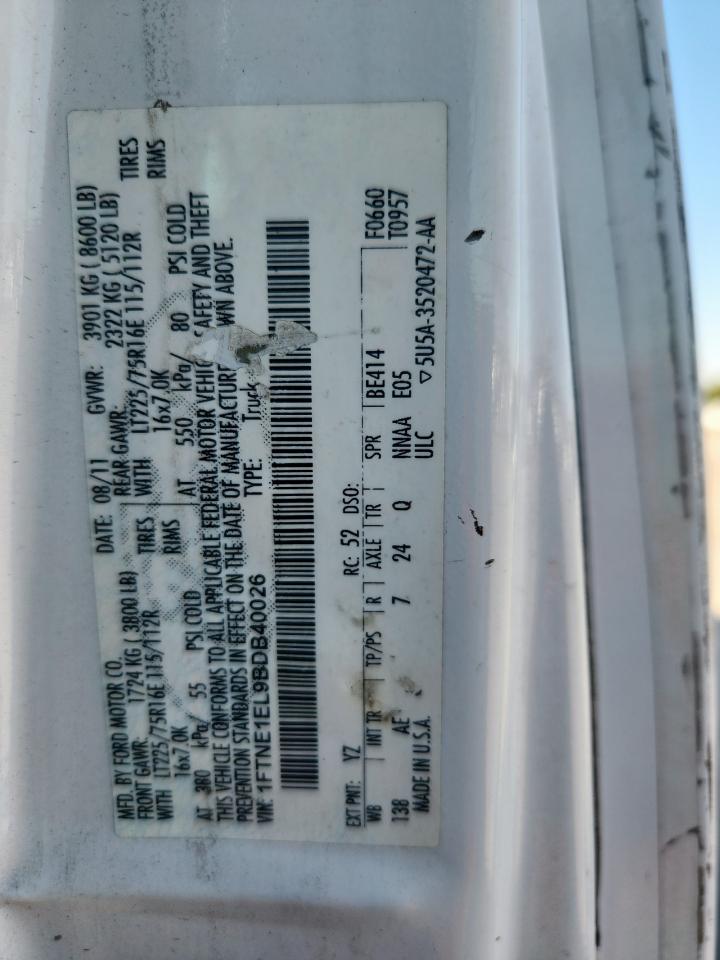 MFD. BY FORD MOTOR CO. DATE: 08/11 GVWR: 3901 KG ( 8600 LB)
FRONT GAWR: 1724 KG ( 3800 LB) REAR GAWR: 2322 KG ( 5120 LB)
WITH LT225/75R16E 115/112R TIRES WITH LT225/75R16E 115/112R TIRES
16x7.0K RIMS 16x7.0K RIMS
AT 380 kPa/ 55 PSI COLD AT 550 kPa/ 80 PSI COLD
THIS VEHICLE CONFORMS TO ALL APPLICABLE FEDERAL MOTOR VEHIC SAFETY AND THEFT
PREVENTION STANDARDS IN EFFECT ON THE DATE OF MANUFACTURE WN ABOVE.
VIN: 1FTNE1EL9BDB40026 TYPE: Truck
EXT PNT: YZ RC: 52 DSO: F0660
WB INT TR TP/PS R AXLE TR SPR BE414 T0957
138 AE 7 24 Q NNAA E05
MADE IN U.S.A. ULC ▽5U5A-3520472-AA